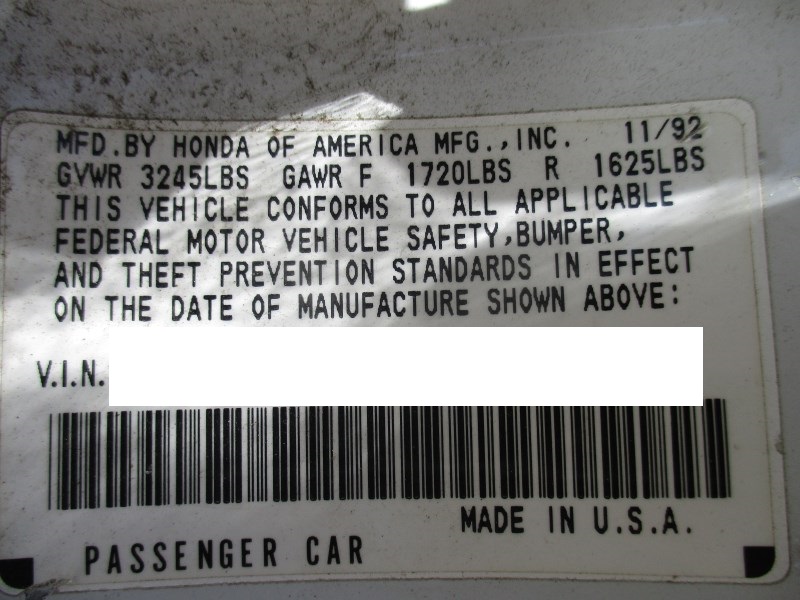 MFD.BY HONDA OF AMERICA MFG.,INC. 11/92
GVWR 3245LBS GAWR F 1720LBS R 1625LBS
THIS VEHICLE CONFORMS TO ALL APPLICABLE
FEDERAL MOTOR VEHICLE SAFETY,BUMPER,
AND THEFT PREVENTION STANDARDS IN EFFECT
ON THE DATE OF MANUFACTURE SHOWN ABOVE:
V.I.N.
MADE IN U.S.A.
PASSENGER CAR